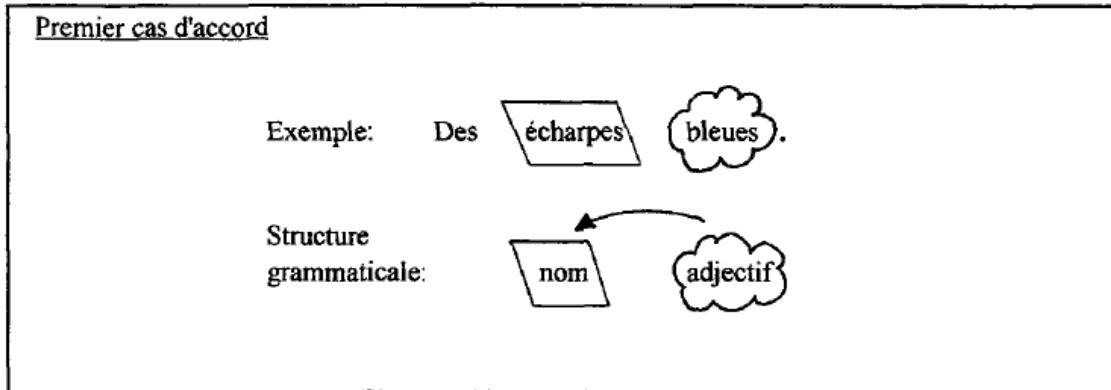 Premier cas d'accord
Exemple: Des écharpes bleues.
Structure
grammaticale: nom adjectif